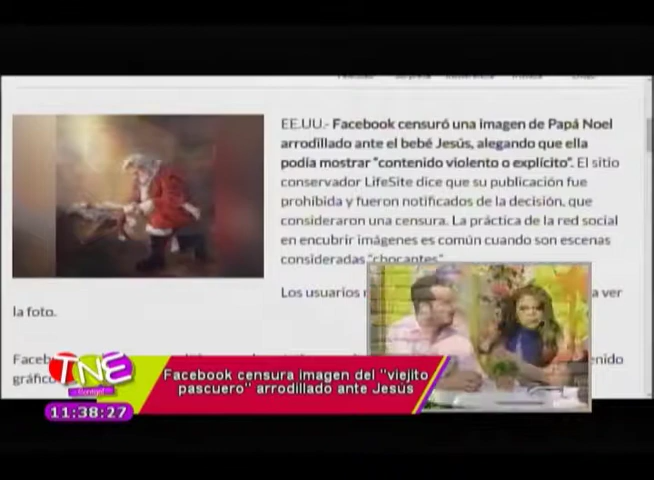 EE.UU.- Facebook censuró una imagen de Papá Noel
arrodillado ante el bebé Jesús, alegando que ella
podía mostrar "contenido violento o explícito". El sitio
conservador LifeSite dice que su publicación fue
prohibida y fueron notificados de la decisión, que
consideraron una censura. La práctica de la red social
en encubrir imágenes es común cuando son escenas
consideradas "chocantes".
Los usuarios
a ver
la foto.
TNE
Facebook censura imagen del "viejito
pascuero" arrodillado ante Jesús
11:38:27